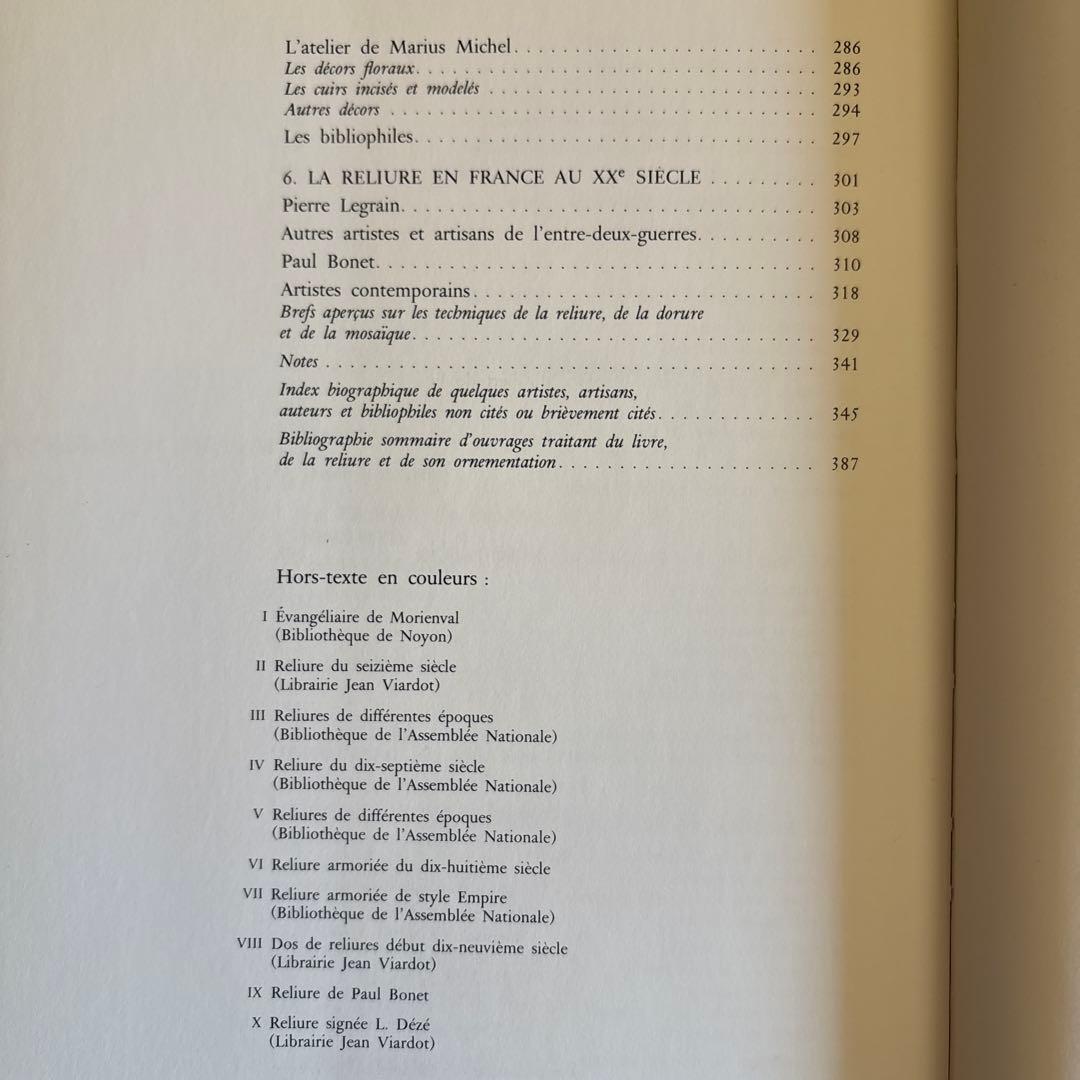 L'atelier de Marius Michel. . . . . . . . . . . . . . . . . . . . . . . . . 286
Les décors floraux. . . . . . . . . . . . . . . . . . . . . . . . . . . . . . . . . 286
Les cuirs incisés et modelés . . . . . . . . . . . . . . . . . . . . . . . . . . . 293
Autres décors . . . . . . . . . . . . . . . . . . . . . . . . . . . . . . . . . . . 294
Les bibliophiles. . . . . . . . . . . . . . . . . . . . . . . . . . . . . . . . . 297
6. LA RELIURE EN FRANCE AU XXe SIÈCLE . . . . . . . . . 301
Pierre Legrain. . . . . . . . . . . . . . . . . . . . . . . . . . . . . . . . . . 303
Autres artistes et artisans de l'entre-deux-guerres. . . . . . . . . . 308
Paul Bonet. . . . . . . . . . . . . . . . . . . . . . . . . . . . . . . . . . . . 310
Artistes contemporains. . . . . . . . . . . . . . . . . . . . . . . . . . . . 318
Brefs aperçus sur les techniques de la reliure, de la dorure
et de la mosaïque. . . . . . . . . . . . . . . . . . . . . . . . . . . . . . . . . 329
Notes . . . . . . . . . . . . . . . . . . . . . . . . . . . . . . . . . . . . . . . . 341
Index biographique de quelques artistes, artisans,
auteurs et bibliophiles non cités ou brièvement cités. . . . . . . . . . . . . 345
Bibliographie sommaire d'ouvrages traitant du livre,
de la reliure et de son ornementation. . . . . . . . . . . . . . . . . . . . . 387
Hors-texte en couleurs :
I Évangéliaire de Morienval
(Bibliothèque de Noyon)
II Reliure du seizième siècle
(Librairie Jean Viardot)
III Reliures de différentes époques
(Bibliothèque de l'Assemblée Nationale)
IV Reliure du dix-septième siècle
(Bibliothèque de l'Assemblée Nationale)
V Reliures de différentes époques
(Bibliothèque de l'Assemblée Nationale)
VI Reliure armoriée du dix-huitième siècle
VII Reliure armoriée de style Empire
(Bibliothèque de l'Assemblée Nationale)
VIII Dos de reliures début dix-neuvième siècle
(Librairie Jean Viardot)
IX Reliure de Paul Bonet
X Reliure signée L. Dézé
(Librairie Jean Viardot)